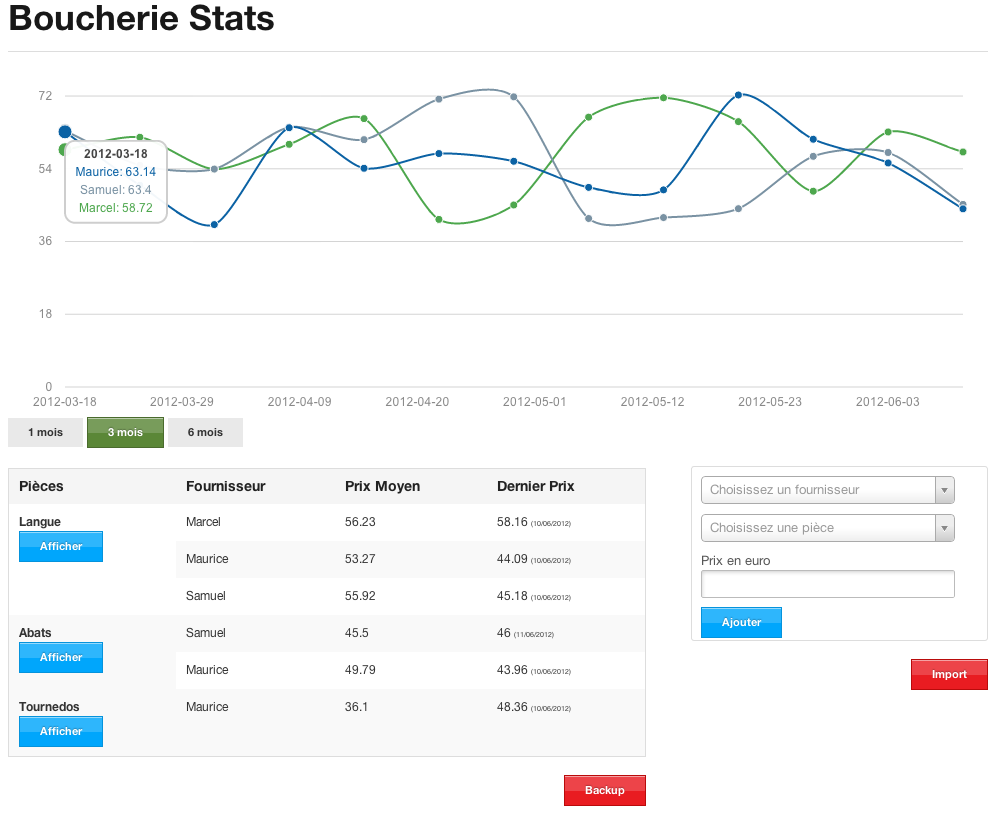 Boucherie Stats
72
54
36
18
0
2012-03-18
Maurice: 63.14
Samuel: 63.4
Marcel: 58.72
2012-03-18 2012-03-29 2012-04-09 2012-04-20 2012-05-01 2012-05-12 2012-05-23 2012-06-03
1 mois 3 mois 6 mois
Pièces Fournisseur Prix Moyen Dernier Prix
Langue Marcel 56.23 58.16 (10/06/2012)
Afficher
Maurice 53.27 44.09 (10/06/2012)
Samuel 55.92 45.18 (10/06/2012)
Abats Samuel 45.5 46 (11/06/2012)
Afficher
Maurice 49.79 43.96 (10/06/2012)
Tournedos Maurice 36.1 48.36 (10/06/2012)
Afficher
Backup
Choisissez un fournisseur
Choisissez une pièce
Prix en euro
Ajouter
Import